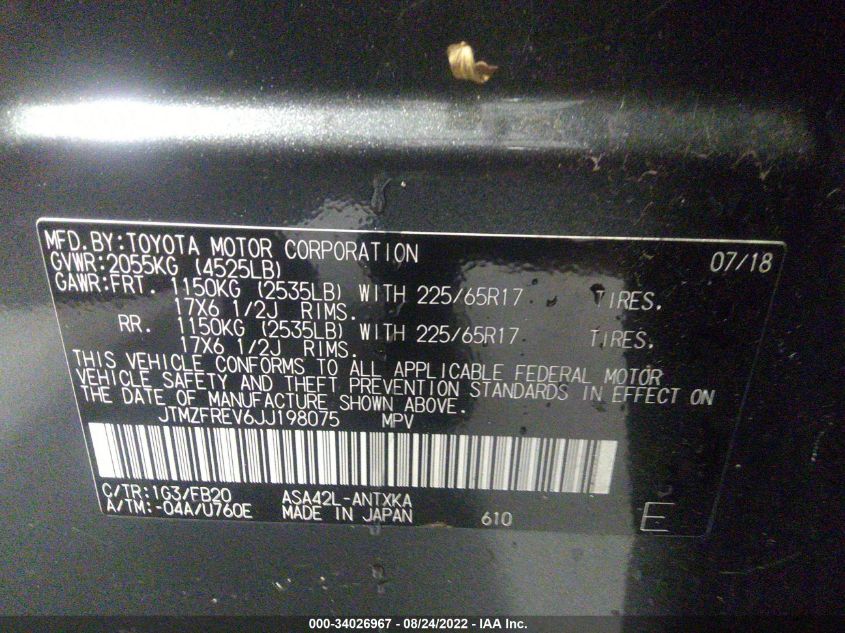 MFD.BY:TOYOTA MOTOR CORPORATION 07/18
GVWR:2055KG (4525LB)
GAWR:FRT. 1150KG (2535LB) WITH 225/65R17 TIRES.
17X6 1/2J RIMS.
RR. 1150KG (2535LB) WITH 225/65R17 TIRES.
17X6 1/2J RIMS.
THIS VEHICLE CONFORMS TO ALL APPLICABLE FEDERAL MOTOR
VEHICLE SAFETY AND THEFT PREVENTION STANDARDS IN EFFECT ON
THE DATE OF MANUFACTURE SHOWN ABOVE.
JTMZFREV6JJ198075 MPV
C/TR:1G3/FB20 ASA42L-ANTXKA
A/TM:-04A/U760E MADE IN JAPAN 610 E
000-34026967 - 08/24/2022 - IAA Inc.